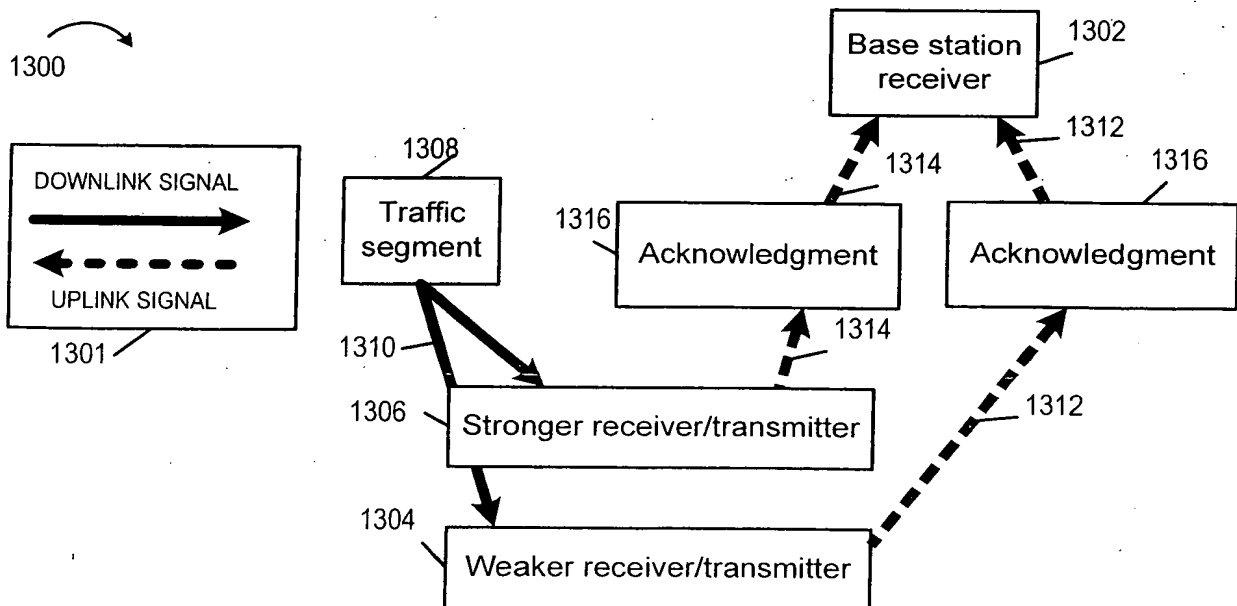 1300
DOWNLINK SIGNAL
UPLINK SIGNAL
1301
1308
Traffic
segment
1310
Base station
receiver
1302
1312
1314
1316
Acknowledgment
1316
Acknowledgment
1314
1312
1306
Stronger receiver/transmitter
1304
Weaker receiver/transmitter